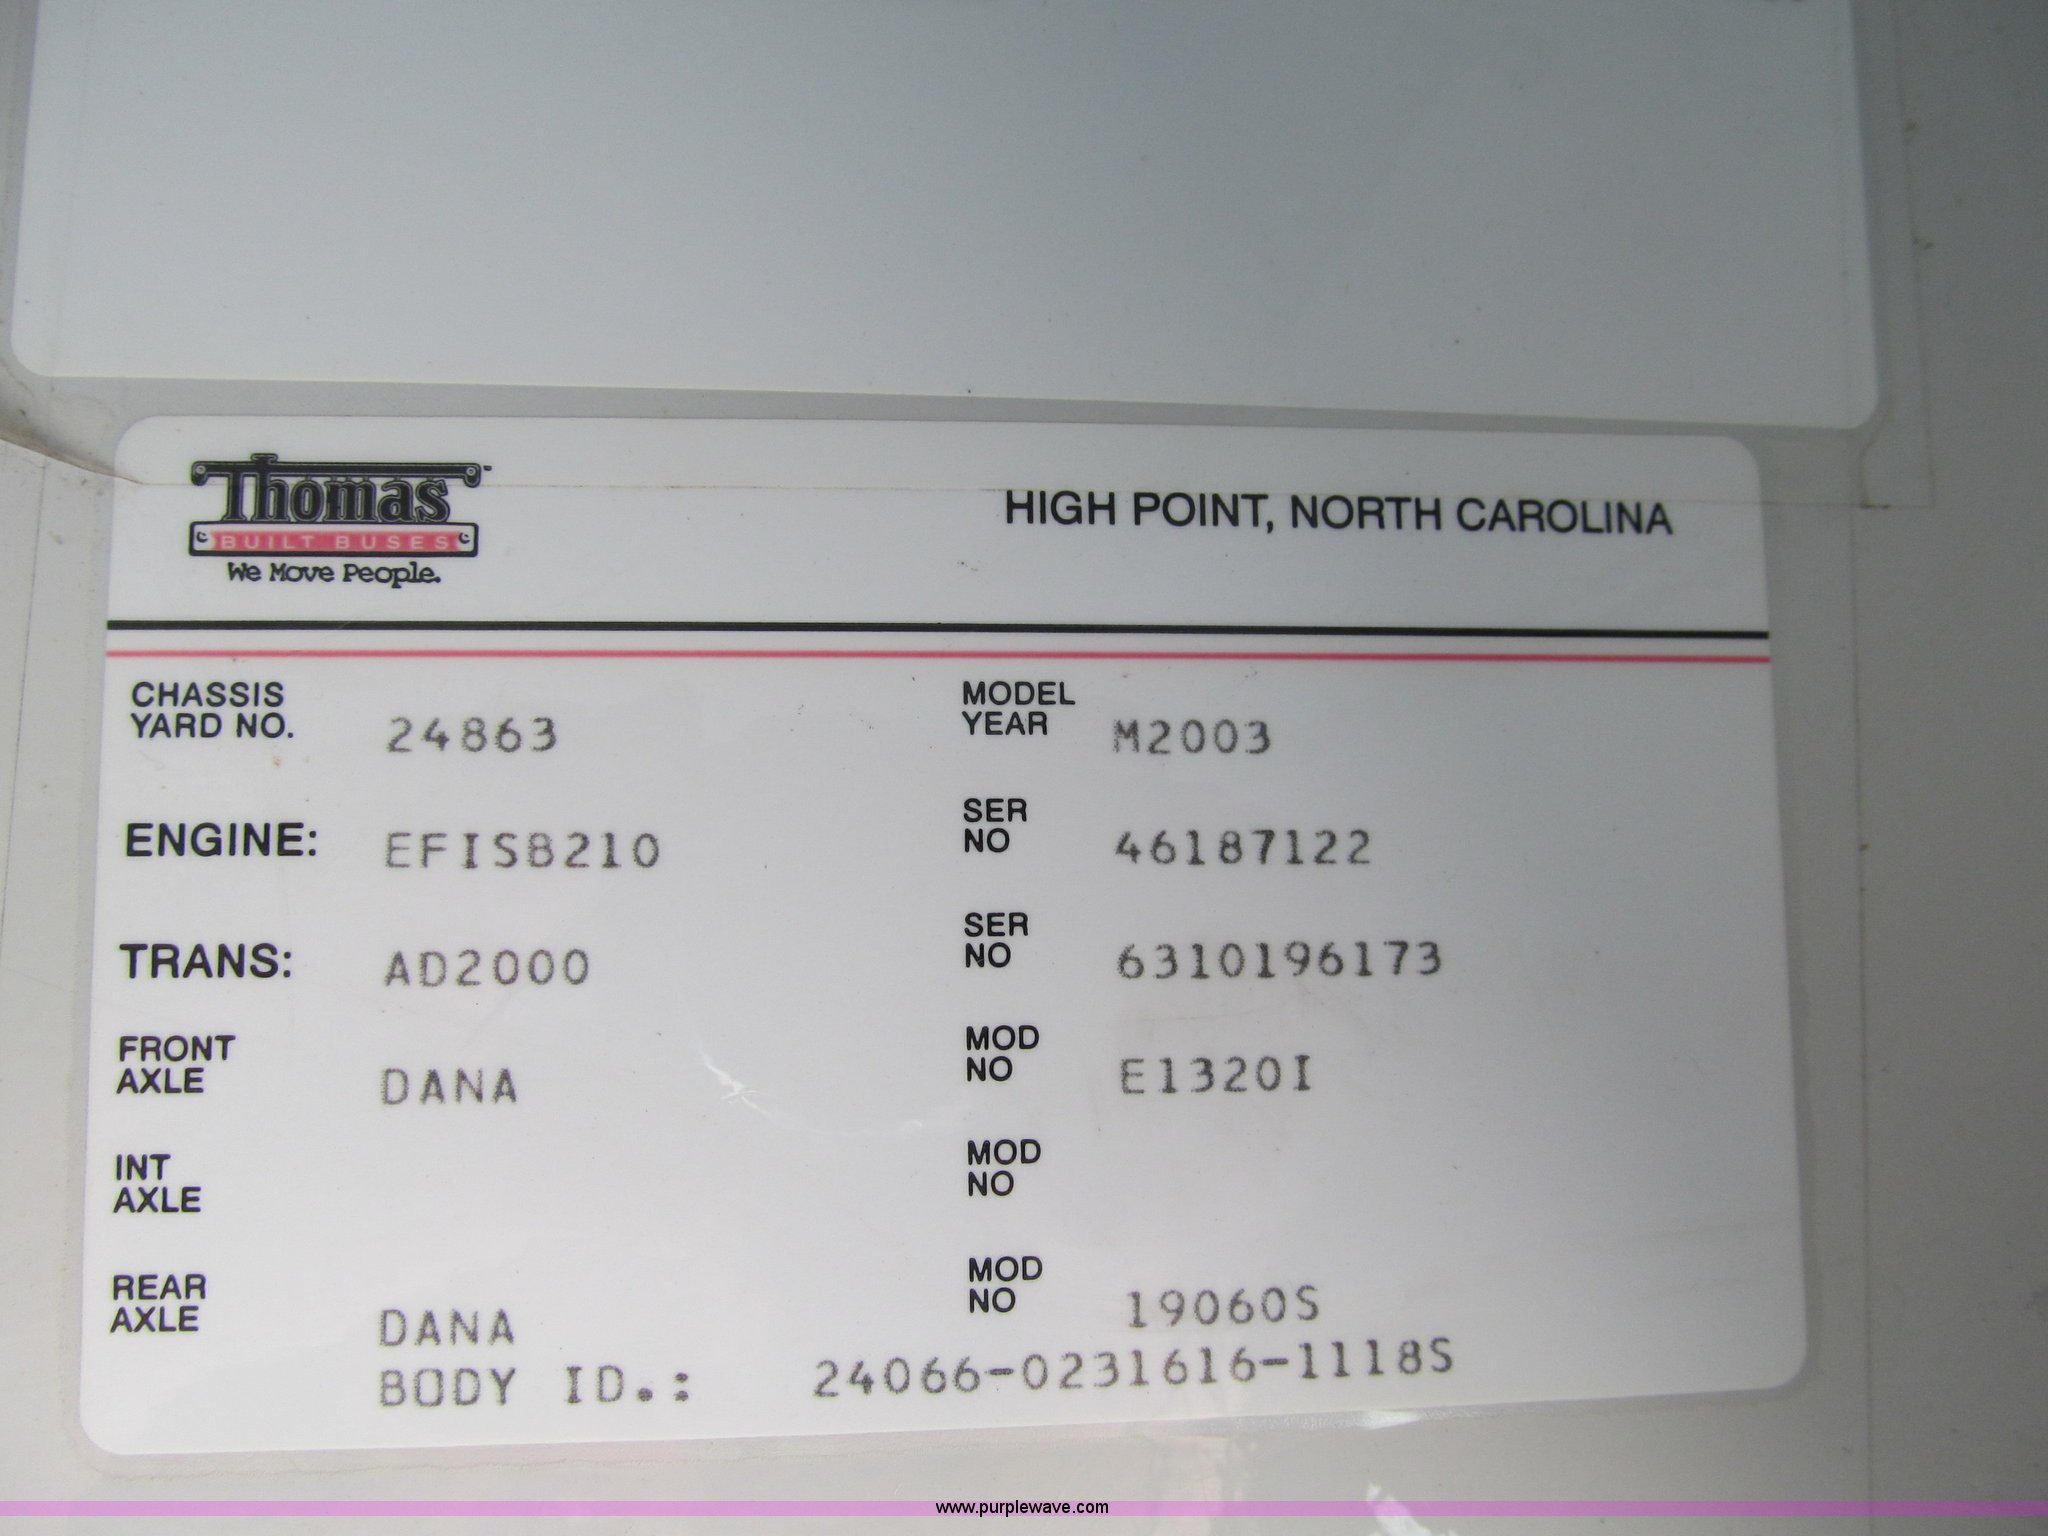 Thomas
BUILT BUSES
We Move People.
HIGH POINT, NORTH CAROLINA
CHASSIS
YARD NO. 24863
MODEL
YEAR M2003
ENGINE: EFISB210
SER
NO 46187122
TRANS: AD2000
SER
NO 6310196173
FRONT
AXLE DANA
MOD
NO E1320I
INT
AXLE
MOD
NO
REAR
AXLE DANA
MOD
NO 19060S
BODY ID.: 24066-0231616-1118S
www.purplewave.com